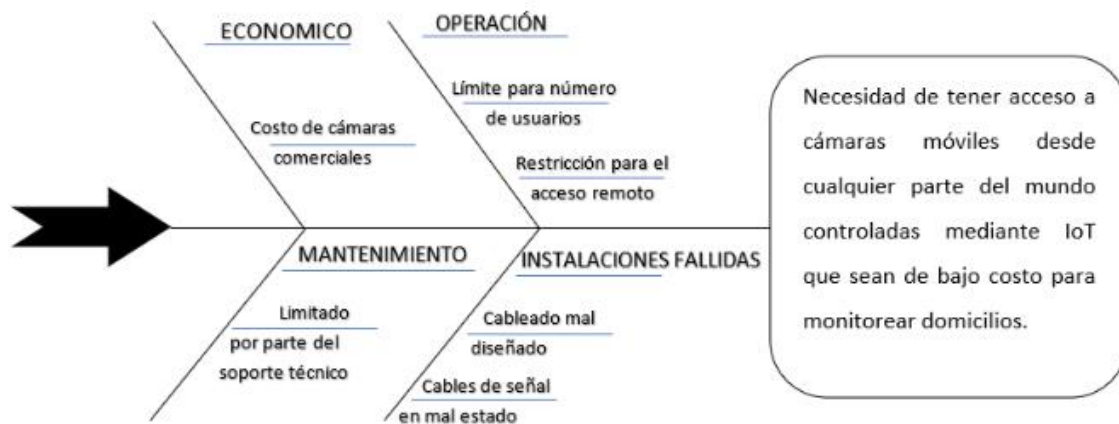 ECONOMICO
Costo de cámaras
comerciales
OPERACIÓN
Límite para número
de usuarios
Restricción para el
acceso remoto
MANTENIMIENTO
Limitado
por parte del
soporte técnico
INSTALACIONES FALLIDAS
Cableado mal
diseñado
Cables de señal
en mal estado
Necesidad de tener acceso a
cámaras móviles desde
cualquier parte del mundo
controladas mediante IoT
que sean de bajo costo para
monitorear domicilios.